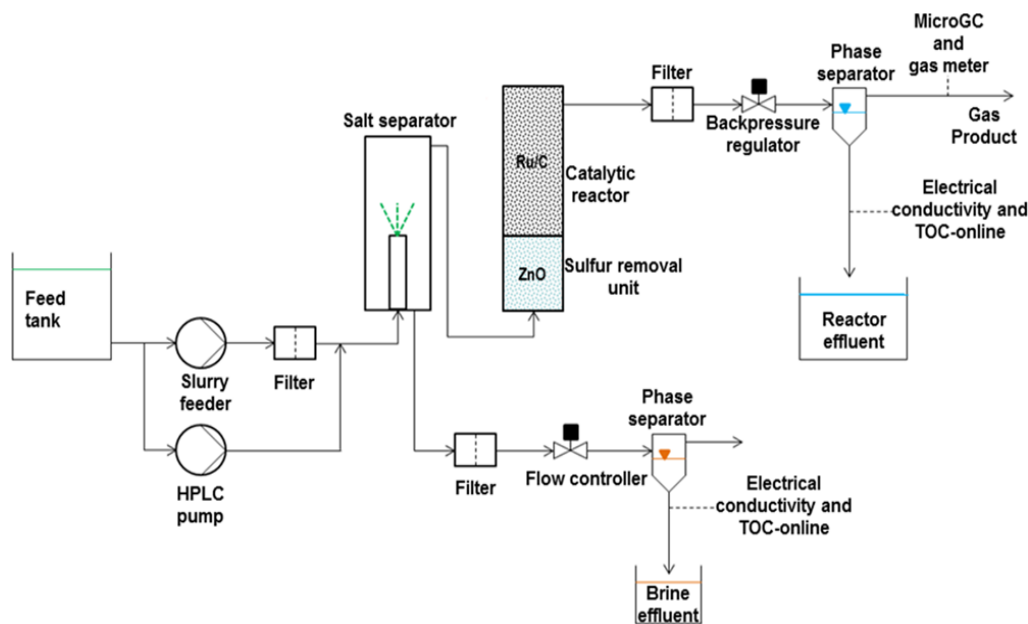 MicroGC
and
gas meter
Phase
separator
Filter
Gas
Product
Backpressure
regulator
Salt separator
Ru/C
Catalytic
reactor
Electrical
conductivity and
TOC-online
ZnO
Sulfur removal
unit
Feed
tank
Reactor
effluent
Slurry
feeder
Filter
HPLC
pump
Phase
separator
Filter
Flow controller
Electrical
conductivity and
TOC-online
Brine
effluent